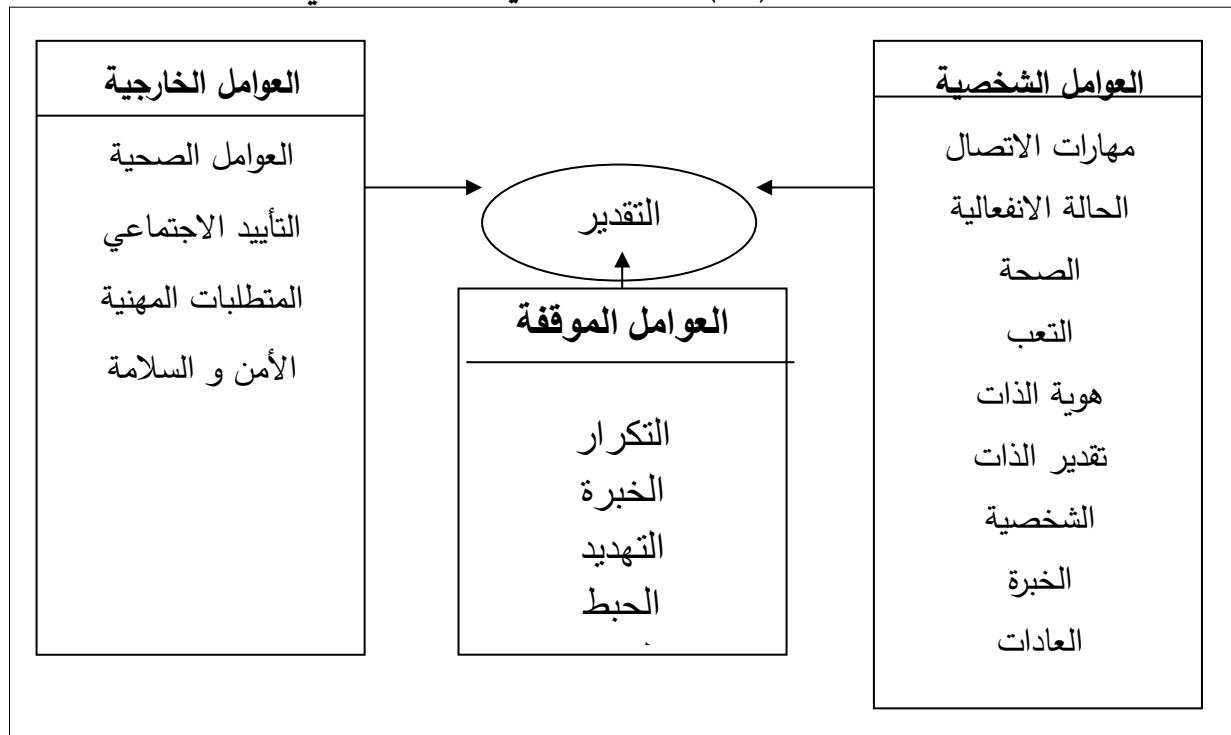 العوامل الشخصية
مهارات الاتصال
الحالة الانفعالية
الصحة
التعب
هوية الذات
تقدير الذات
الشخصية
الخبرة
العادات
التقدير
العوامل الموقفة
التكرار
الخبرة
التهديد
الحبط
العوامل الخارجية
العوامل الصحية
التأييد الاجتماعي
المتطلبات المهنية
الأمن و السلامة